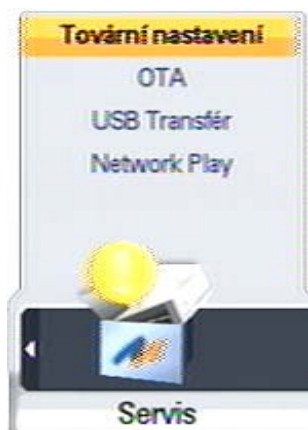 Tovární nastavení
OTA
USB Transfér
Network Play
Servis